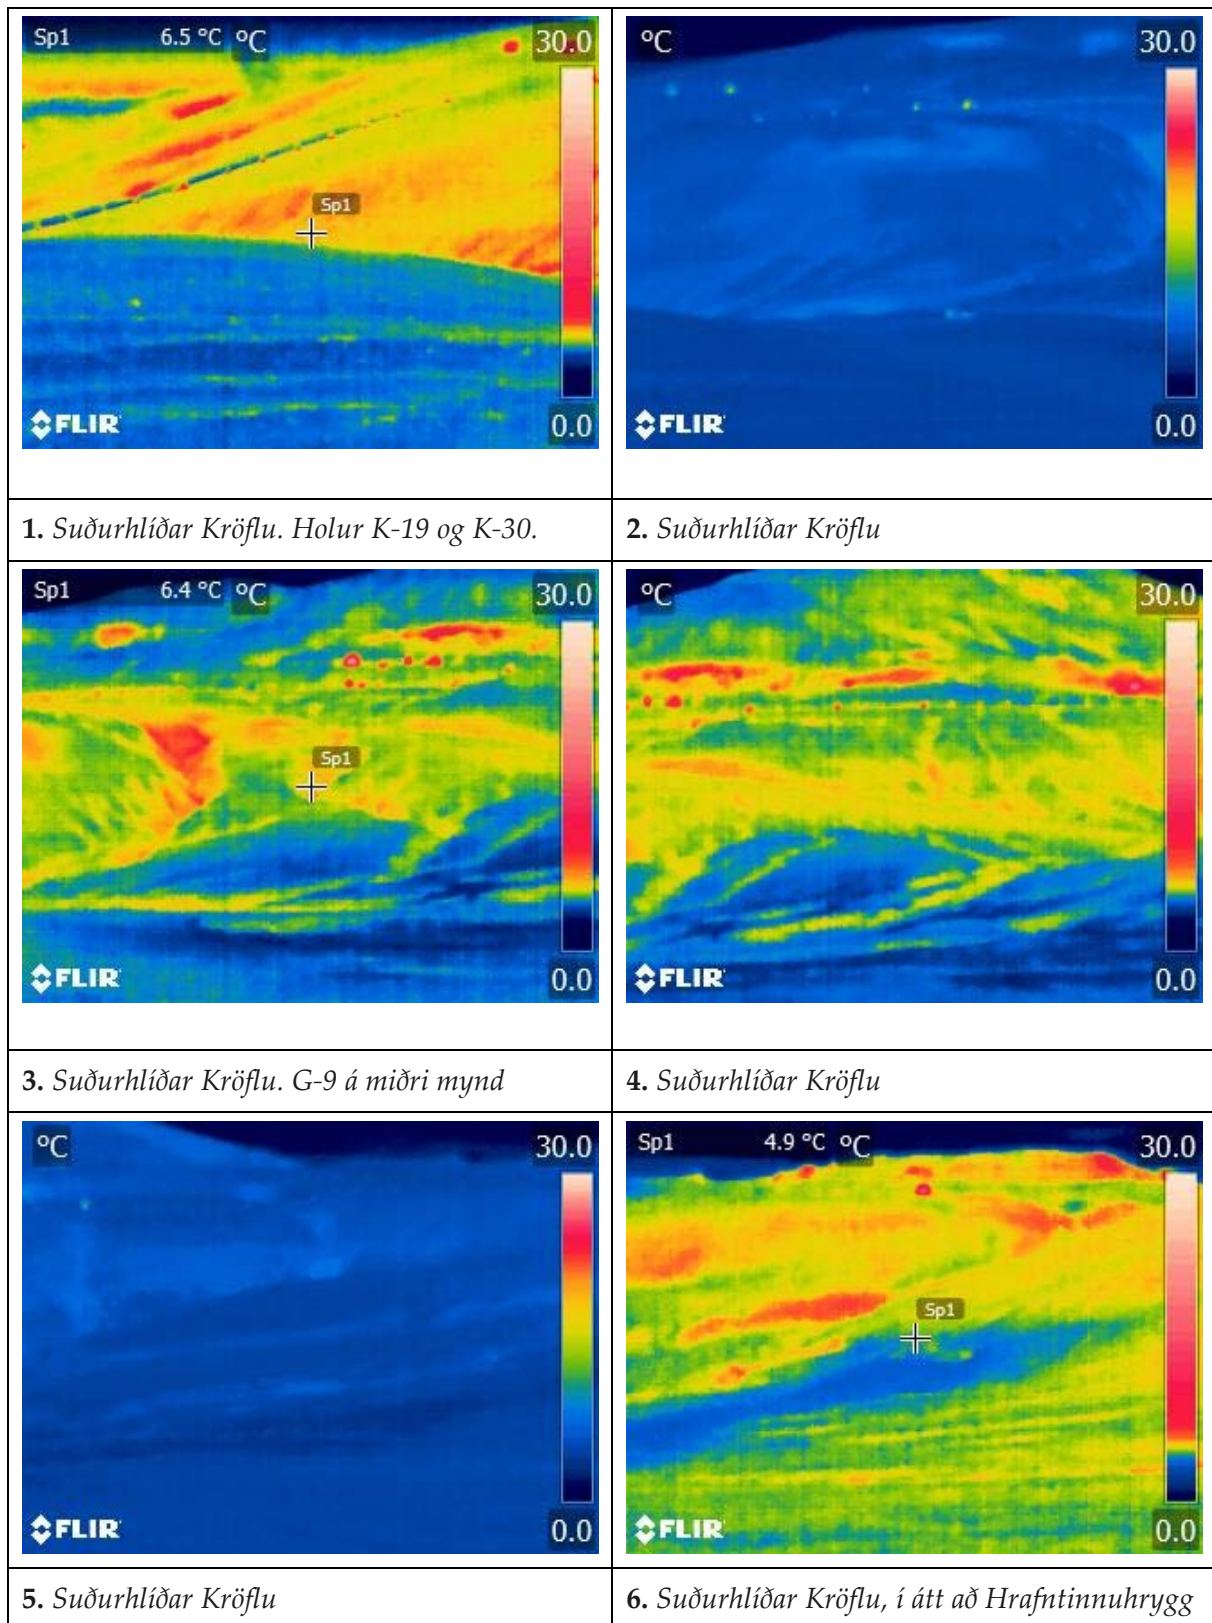 Sp1 6.5 °C °C 30.0
Sp1
FLIR 0.0
°C 30.0
FLIR 0.0
1. Suðurhlíðar Kröflu. Holur K-19 og K-30.
2. Suðurhlíðar Kröflu
Sp1 6.4 °C °C 30.0
Sp1
FLIR 0.0
°C 30.0
FLIR 0.0
3. Suðurhlíðar Kröflu. G-9 á miðri mynd
4. Suðurhlíðar Kröflu
°C 30.0
FLIR 0.0
Sp1 4.9 °C °C 30.0
Sp1
FLIR 0.0
5. Suðurhlíðar Kröflu
6. Suðurhlíðar Kröflu, í átt að Hrafntinnuhrygg